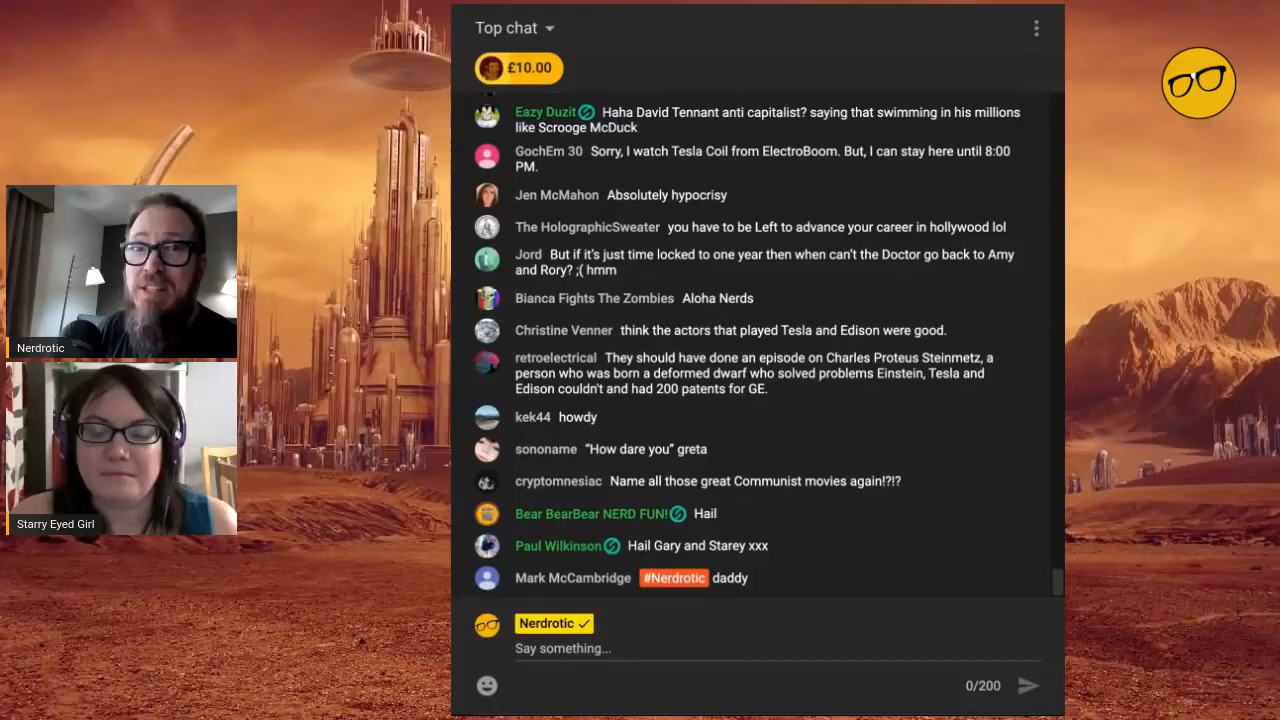 Top chat
£10.00
Eazy Duzit Haha David Tennant anti capitalist? saying that swimming in his millions
like Scrooge McDuck
GochEm 30 Sorry, I watch Tesla Coil from ElectroBoom. But, I can stay here until 8:00
PM.
Jen McMahon Absolutely hypocrisy
The HolographicSweater you have to be Left to advance your career in hollywood lol
Jord But if it's just time locked to one year then when can't the Doctor go back to Amy
and Rory? ;( hmm
Bianca Fights The Zombies Aloha Nerds
Christine Venner think the actors that played Tesla and Edison were good.
retroelectrical They should have done an episode on Charles Proteus Steinmetz, a
person who was born a deformed dwarf who solved problems Einstein, Tesla and
Edison couldn't and had 200 patents for GE.
kek44 howdy
sononame "How dare you" greta
cryptomnesiac Name all those great Communist movies again!?!?
Bear BearBear NERD FUN! Hail
Paul Wilkinson Hail Gary and Starey xxx
Mark McCambridge #Nerdrotic daddy
Nerdrotic
Say something...
0/200
Nerdrotic
Starry Eyed Girl